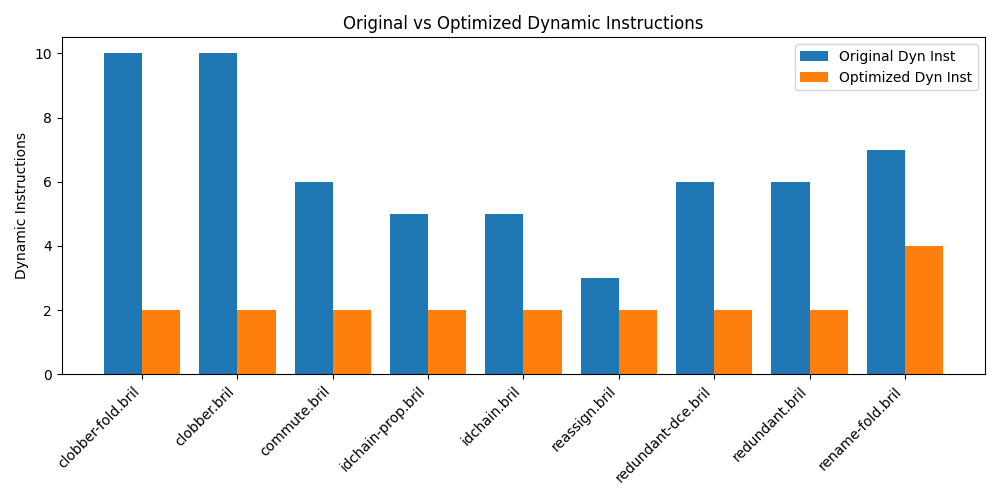 Original vs Optimized Dynamic Instructions
Original Dyn Inst
Optimized Dyn Inst
Dynamic Instructions
10
8
6
4
2
0
clobber-fold.bril
clobber.bril
commute.bril
idchain-prop.bril
idchain.bril
reassign.bril
redundant-dce.bril
redundant.bril
rename-fold.bril